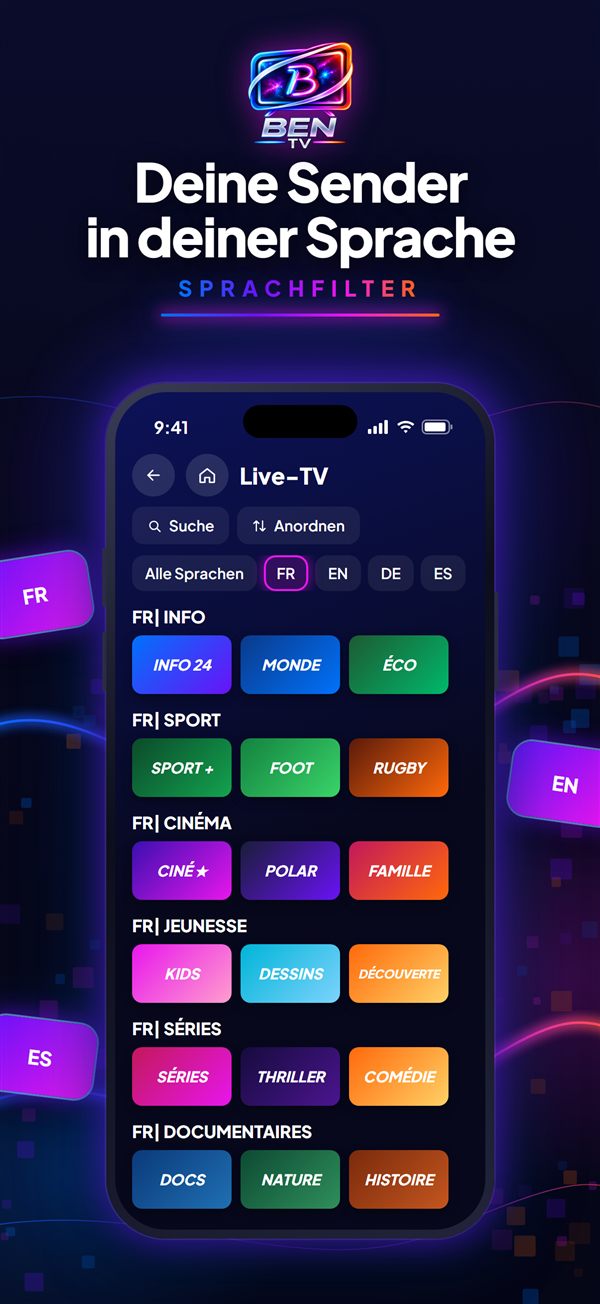 B
BEN
TV
Deine Sender
in deiner Sprache
SPRACHFILTER
9:41
Live-TV
Suche Anordnen
Alle Sprachen FR EN DE ES
FR
FR| INFO
INFO 24 MONDE ÉCO
FR| SPORT
SPORT + FOOT RUGBY
EN
FR| CINÉMA
CINÉ★ POLAR FAMILLE
FR| JEUNESSE
KIDS DESSINS DÉCOUVERTE
FR| SÉRIES
ES
SÉRIES THRILLER COMÉDIE
FR| DOCUMENTAIRES
DOCS NATURE HISTOIRE